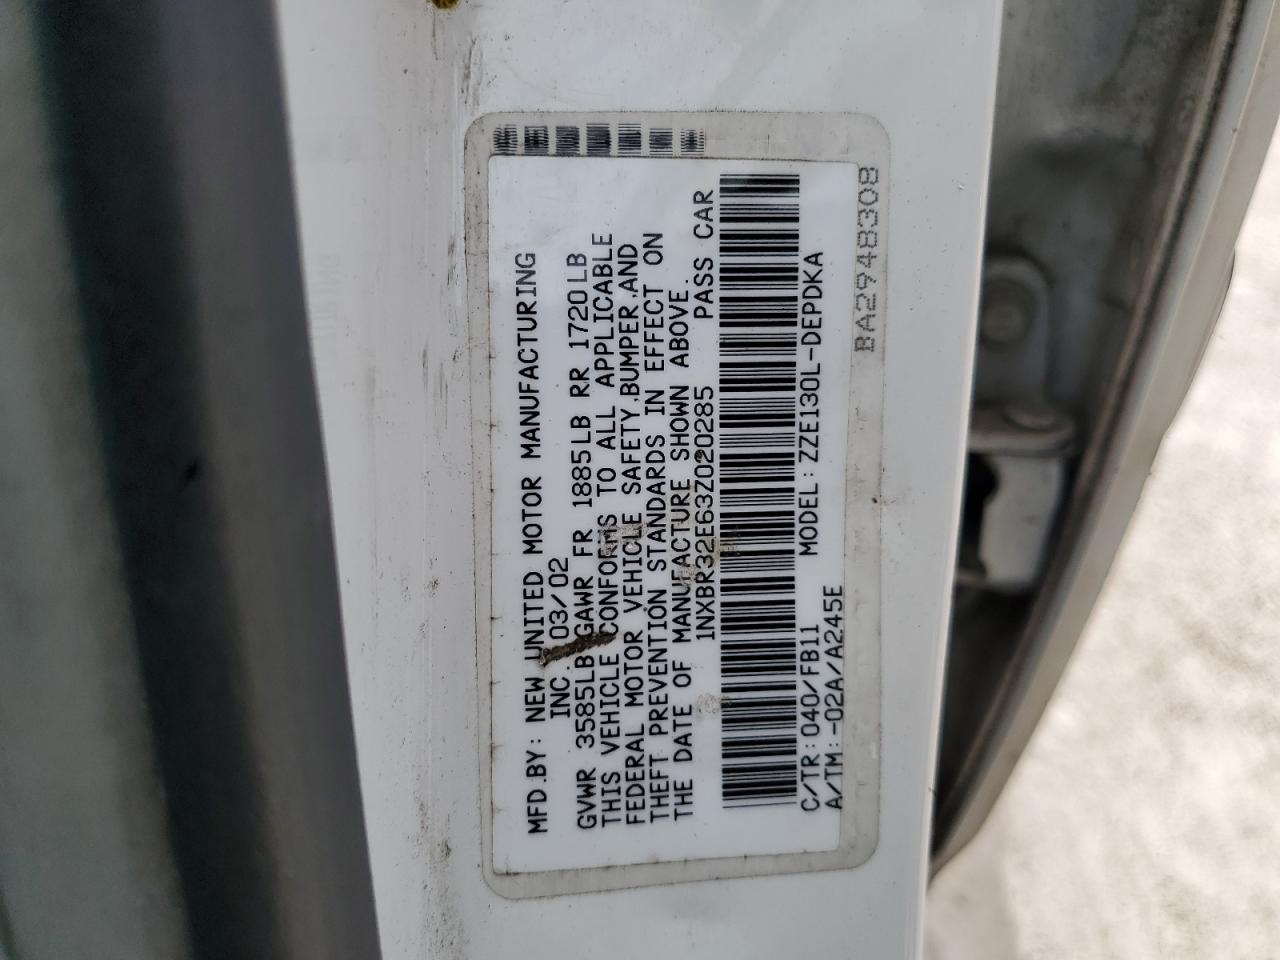 MFD.BY: NEW UNITED MOTOR MANUFACTURING
INC. 03/02
GVWR 3585LB GAWR FR 1885LB RR 1720LB
THIS VEHICLE CONFORMS TO ALL APPLICABLE
FEDERAL MOTOR VEHICLE SAFETY,BUMPER,AND
THEFT PREVENTION STANDARDS IN EFFECT ON
THE DATE OF MANUFACTURE SHOWN ABOVE.
1NXBR32E63Z020285 PASS CAR
C/TR:040/FB11 MODEL:ZZE130L-DEPDKA
A/TM:-02A/A245E
BA2948308